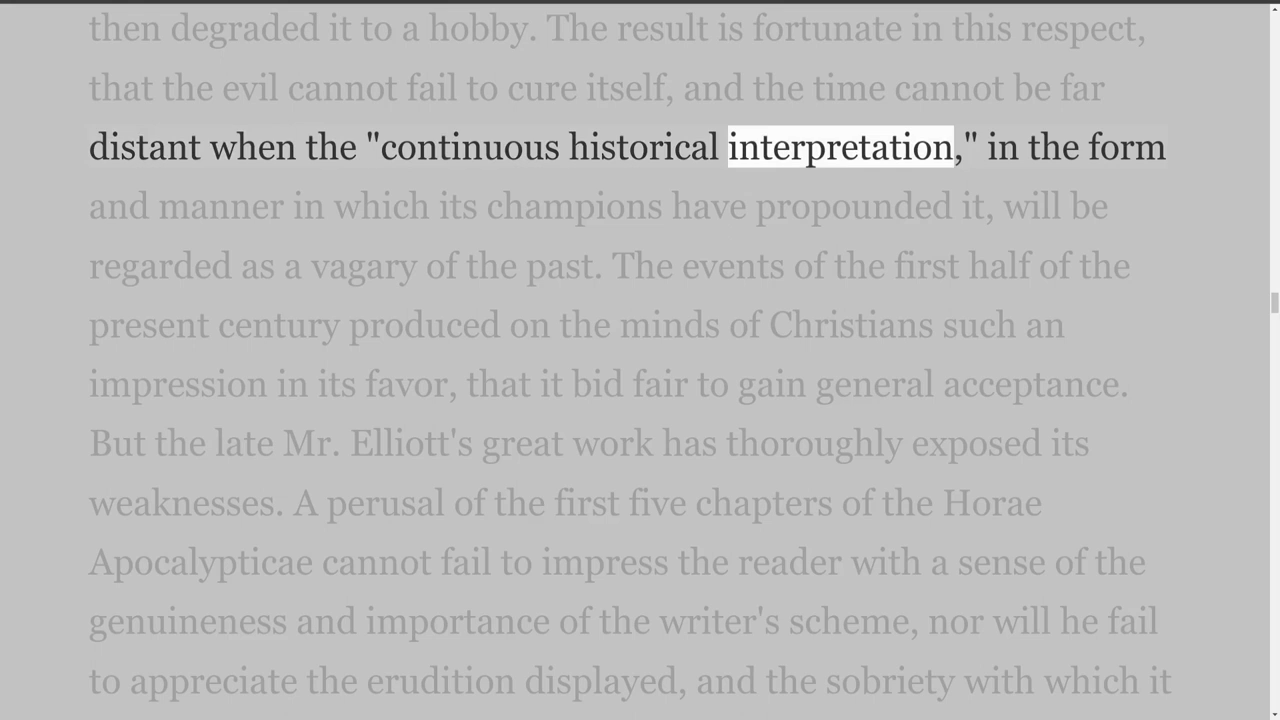 then degraded it to a hobby. The result is fortunate in this respect,
that the evil cannot fail to cure itself, and the time cannot be far
distant when the "continuous historical interpretation," in the form
and manner in which its champions have propounded it, will be
regarded as a vagary of the past. The events of the first half of the
present century produced on the minds of Christians such an
impression in its favor, that it bid fair to gain general acceptance.
But the late Mr. Elliott's great work has thoroughly exposed its
weaknesses. A perusal of the first five chapters of the Horae
Apocalypticae cannot fail to impress the reader with a sense of the
genuineness and importance of the writer's scheme, nor will he fail
to appreciate the erudition displayed, and the sobriety with which it